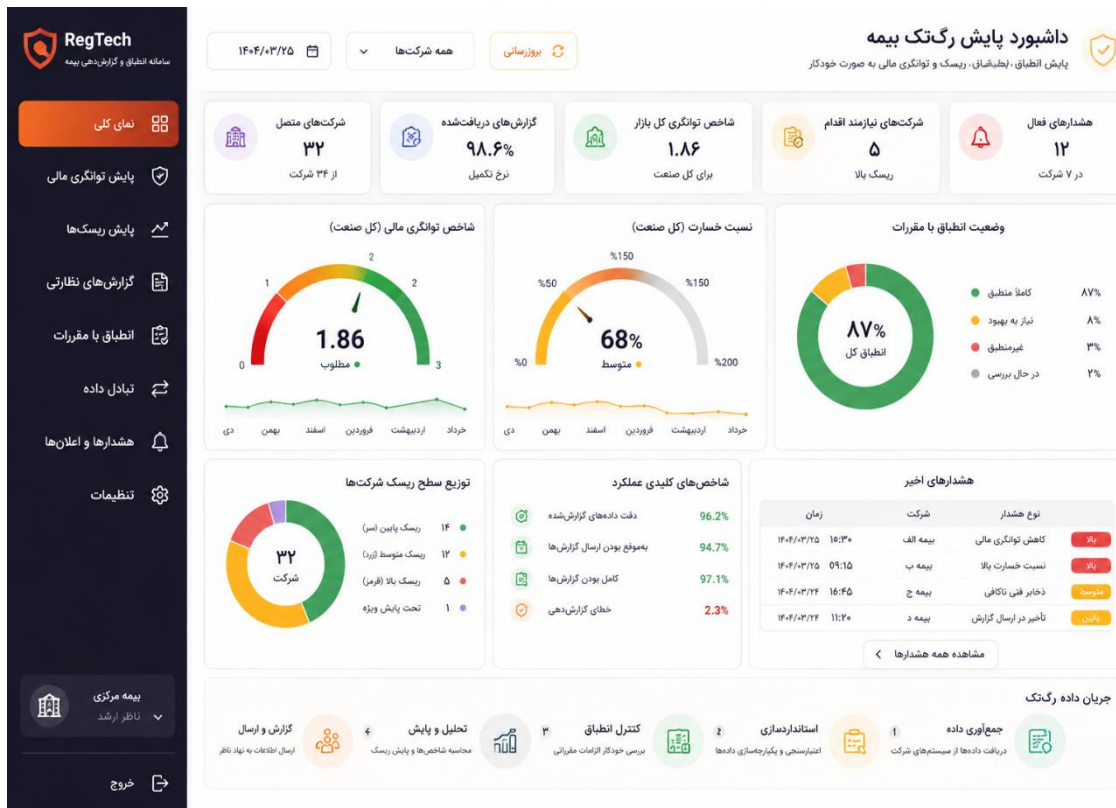 RegTech
سامانه انطباق و گزارش‌دهی بیمه
نمای کلی
پایش توانگری مالی
پایش ریسک‌ها
گزارش‌های نظارتی
انطباق با مقررات
تبادل داده
هشدارها و اعلان‌ها
تنظیمات
بیمه مرکزی
ناظر ارشد
خروج
داشبورد پایش رگ‌تک بیمه
ریسک و توانگری مالی به صورت خودکار
بروزرسانی
همه شرکت‌ها
۱۴۰۴/۰۳/۲۵
هشدارهای فعال
۱۲
در ۷ شرکت
شرکت‌های نیازمند اقدام
۵
ریسک بالا
شاخص توانگری کل بازار
۱.۸۶
برای کل صنعت
گزارش‌های دریافت‌شده
۹۸.۶%
نرخ تکمیل
شرکت‌های متصل
۳۲
از ۳۴ شرکت
وضعیت انطباق با مقررات
۸۷%
انطباق کل
کاملاً منطبق ۸۷%
نیاز به بهبود ۸%
غیرمنطبق ۳%
در حال بررسی ۲%
نسبت خسارت (کل صنعت)
%0
%50
%150
%150
%200
68%
متوسط
خرداد اردیبهشت فروردین اسفند بهمن دی
شاخص توانگری مالی (کل صنعت)
0
1
2
2
3
1.86
مطلوب
خرداد اردیبهشت فروردین اسفند بهمن دی
هشدارهای اخیر
نوع هشدار شرکت زمان
بالا کاهش توانگری مالی بیمه الف ۱۰:۳۰ ۱۴۰۴/۰۳/۲۵
بالا نسبت خسارت بالا بیمه ب ۰۹:۱۵ ۱۴۰۴/۰۳/۲۵
متوسط ذخایر فنی ناکافی بیمه ج ۱۶:۴۵ ۱۴۰۴/۰۳/۲۴
پایین تأخیر در ارسال گزارش بیمه د ۱۱:۲۰ ۱۴۰۴/۰۳/۲۴
مشاهده همه هشدارها
شاخص‌های کلیدی عملکرد
دقت داده‌های گزارش‌شده 96.2%
به‌موقع بودن ارسال گزارش‌ها 94.7%
کامل بودن گزارش‌ها 97.1%
خطای گزارش‌دهی 2.3%
توزیع سطح ریسک شرکت‌ها
۳۲
شرکت
۱۴ ریسک پایین
۱۲ ریسک متوسط (زرد)
۵ ریسک بالا (قرمز)
۱ تحت پایش ویژه
جریان داده رگ‌تک
جمع‌آوری داده
دریافت داده‌ها از سیستم‌های شرکت
استانداردسازی
اعتبارسنجی و یکپارچه‌سازی داده‌ها
۳ کنترل انطباق
بررسی خودکار الزامات مقرراتی
تحلیل و پایش
محاسبه شاخص‌ها و پایش ریسک
گزارش و ارسال
ارسال اطلاعات به نهاد ناظر